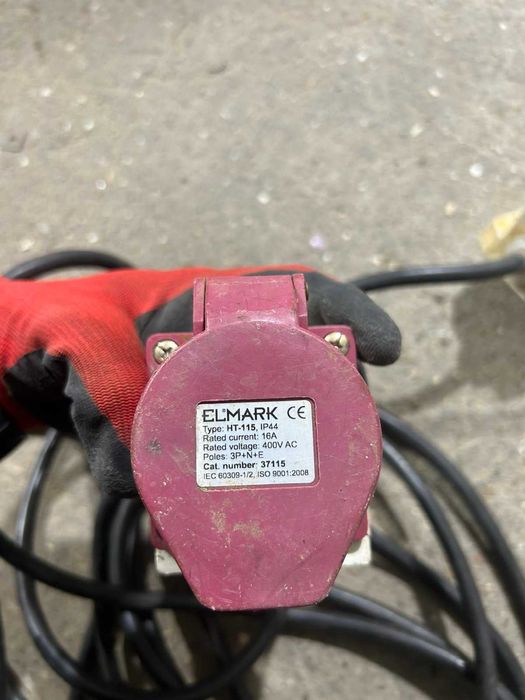 ELMARK CE
Type: HT-115, IP44
Rated current: 16A
Rated voltage: 400V AC
Poles: 3P+N+E
Cat. number: 37115
IEC 60309-1/2, ISO 9001:2008